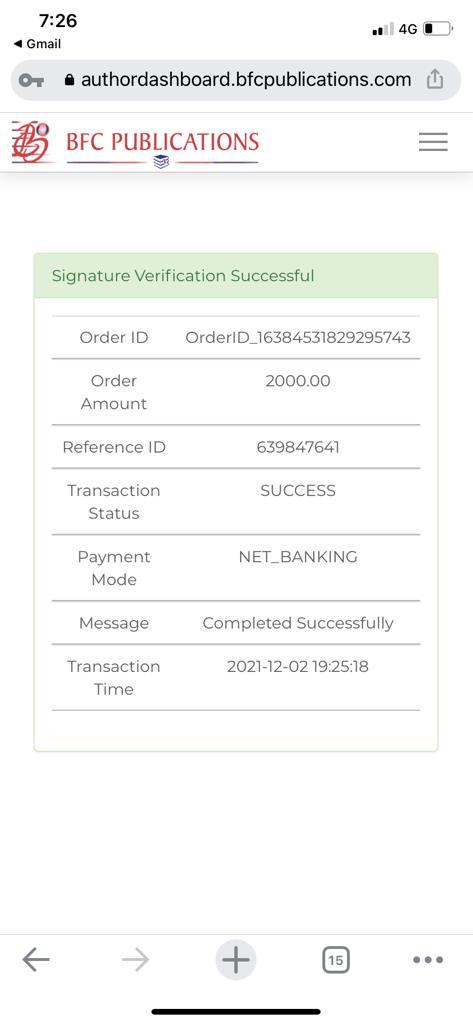 7:26
4G
◀ Gmail
authordashboard.bfcpublications.com
BFC PUBLICATIONS
Signature Verification Successful
Order ID OrderID_16384531829295743
Order 2000.00
Amount
Reference ID 639847641
Transaction SUCCESS
Status
Payment NET_BANKING
Mode
Message Completed Successfully
Transaction 2021-12-02 19:25:18
Time
15